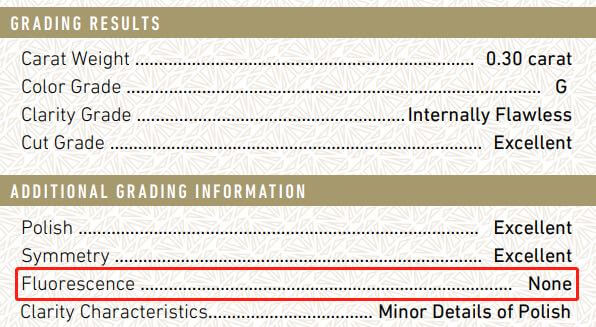 GRADING RESULTS
Carat Weight ........................................................ 0.30 carat
Color Grade ..................................................................... G
Clarity Grade ............................................Internally Flawless
Cut Grade ........................................................... Excellent
ADDITIONAL GRADING INFORMATION
Polish ................................................................. Excellent
Symmetry .......................................................... Excellent
Fluorescence ........................................................... None
Clarity Characteristics........................... Minor Details of Polish